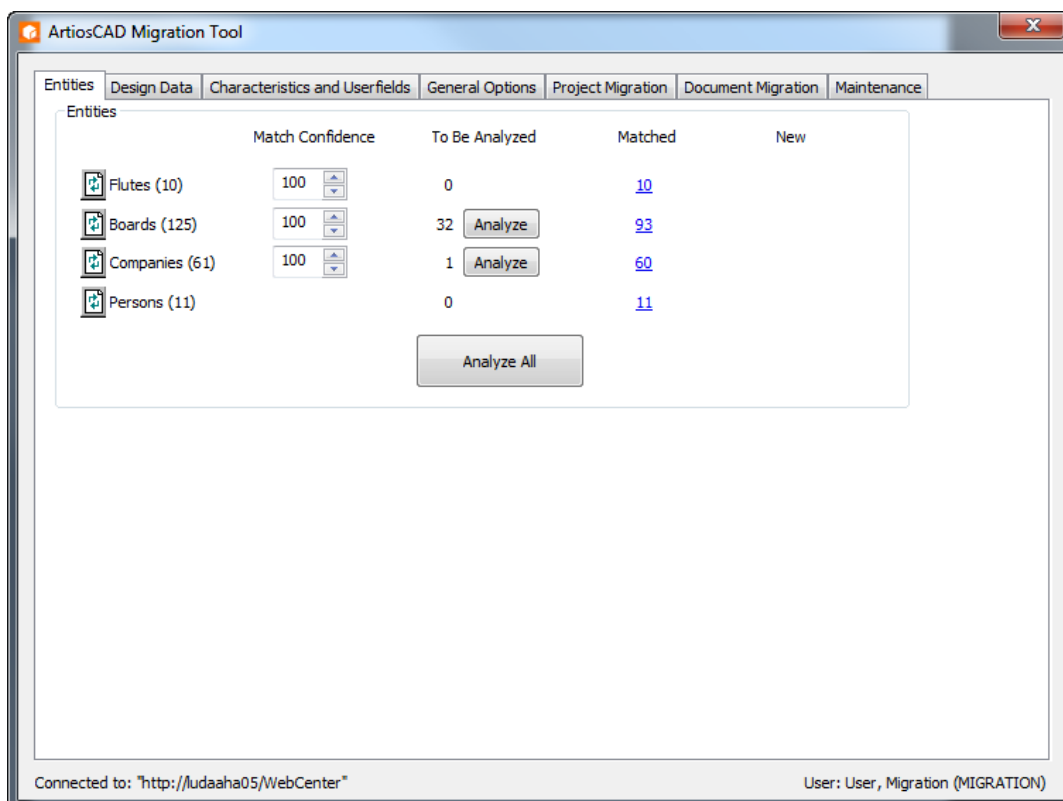 ArtiosCAD Migration Tool
Entities Design Data Characteristics and Userfields General Options Project Migration Document Migration Maintenance
Entities
Match Confidence To Be Analyzed Matched New
Flutes (10) 100 0 10
Boards (125) 100 32 Analyze 93
Companies (61) 100 1 Analyze 60
Persons (11) 0 11
Analyze All
Connected to: "http://ludaaha05/WebCenter" User: User, Migration (MIGRATION)